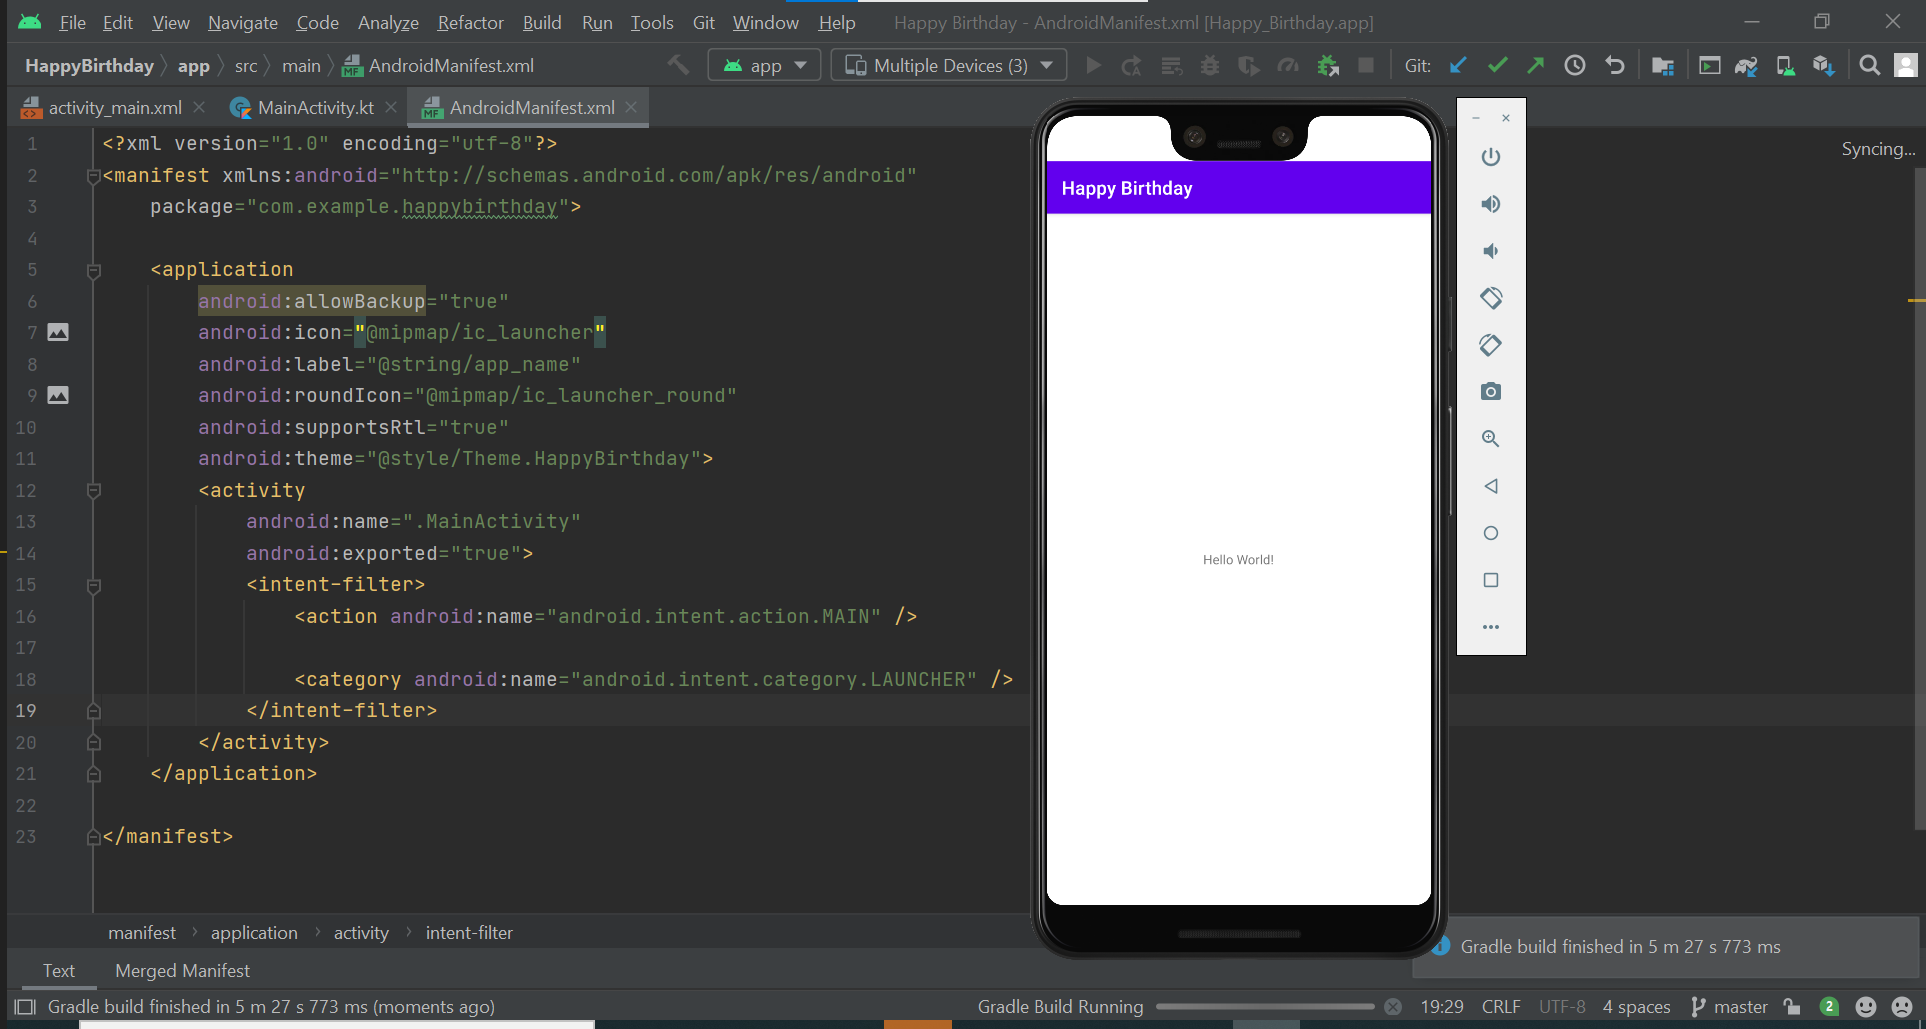 File Edit View Navigate Code Analyze Refactor Build Run Tools Git Window Help Happy Birthday - AndroidManifest.xml [Happy_Birthday.app]
HappyBirthday app src main MF AndroidManifest.xml app Multiple Devices (3) Git:
activity_main.xml MainActivity.kt MF AndroidManifest.xml
Syncing...
1 <?xml version="1.0" encoding="utf-8"?>
2 <manifest xmlns:android="http://schemas.android.com/apk/res/android"
3 package="com.example.happybirthday">
4
5 <application
6 android:allowBackup="true"
7 android:icon="@mipmap/ic_launcher"
8 android:label="@string/app_name"
9 android:roundIcon="@mipmap/ic_launcher_round"
10 android:supportsRtl="true"
11 android:theme="@style/Theme.HappyBirthday">
12 <activity
13 android:name=".MainActivity"
14 android:exported="true">
15 <intent-filter>
16 <action android:name="android.intent.action.MAIN" />
17
18 <category android:name="android.intent.category.LAUNCHER" />
19 </intent-filter>
20 </activity>
21 </application>
22
23 </manifest>
Happy Birthday
Hello World!
manifest application activity intent-filter
Gradle build finished in 5 m 27 s 773 ms
Text Merged Manifest
Gradle build finished in 5 m 27 s 773 ms (moments ago) Gradle Build Running 19:29 CRLF UTF-8 4 spaces master 2